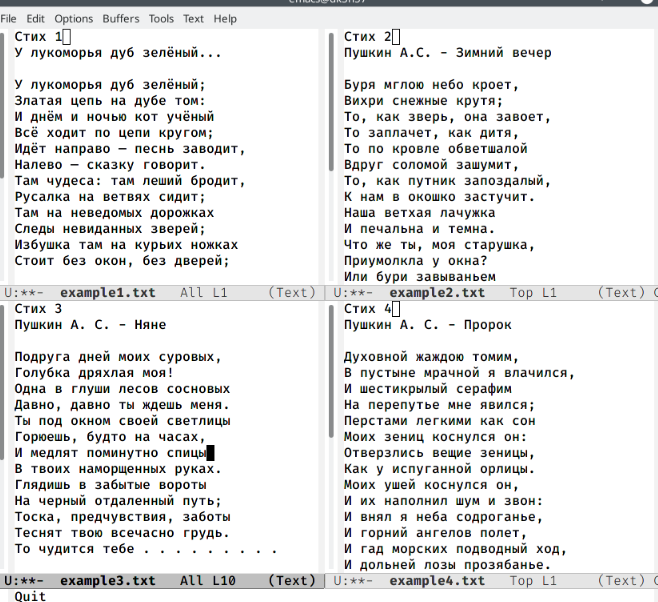 File Edit Options Buffers Tools Text Help
Стих 1
У лукоморья дуб зелёный...
У лукоморья дуб зелёный;
Златая цепь на дубе том:
И днём и ночью кот учёный
Всё ходит по цепи кругом;
Идёт направо — песнь заводит,
Налево — сказку говорит.
Там чудеса: там леший бродит,
Русалка на ветвях сидит;
Там на неведомых дорожках
Следы невиданных зверей;
Избушка там на курьих ножках
Стоит без окон, без дверей;
U:**- example1.txt All L1 (Text)
Стих 2
Пушкин А.С. - Зимний вечер
Буря мглою небо кроет,
Вихри снежные крутя;
То, как зверь, она завоет,
То заплачет, как дитя,
То по кровле обветшалой
Вдруг соломой зашумит,
То, как путник запоздалый,
К нам в окошко застучит.
Наша ветхая лачужка
И печальна и темна.
Что же ты, моя старушка,
Приумолкла у окна?
Или бури завываньем
U:**- example2.txt Top L1 (Text)
Стих 3
Пушкин А. С. - Няне
Подруга дней моих суровых,
Голубка дряхлая моя!
Одна в глуши лесов сосновых
Давно, давно ты ждешь меня.
Ты под окном своей светлицы
Горюешь, будто на часах,
И медлят поминутно спицы
В твоих наморщенных руках.
Глядишь в забытые вороты
На черный отдаленный путь;
Тоска, предчувствия, заботы
Теснят твою всечасно грудь.
То чудится тебе . . . . . . . . .
U:**- example3.txt All L10 (Text)
Стих 4
Пушкин А. С. - Пророк
Духовной жаждою томим,
В пустыне мрачной я влачился,
И шестикрылый серафим
На перепутье мне явился;
Перстами легкими как сон
Моих зениц коснулся он:
Отверзлись вещие зеницы,
Как у испуганной орлицы.
Моих ушей коснулся он,
И их наполнил шум и звон:
И внял я неба содроганье,
И горний ангелов полет,
И гад морских подводный ход,
И дольней лозы прозябанье.
U:**- example4.txt Top L1 (Text)
Quit